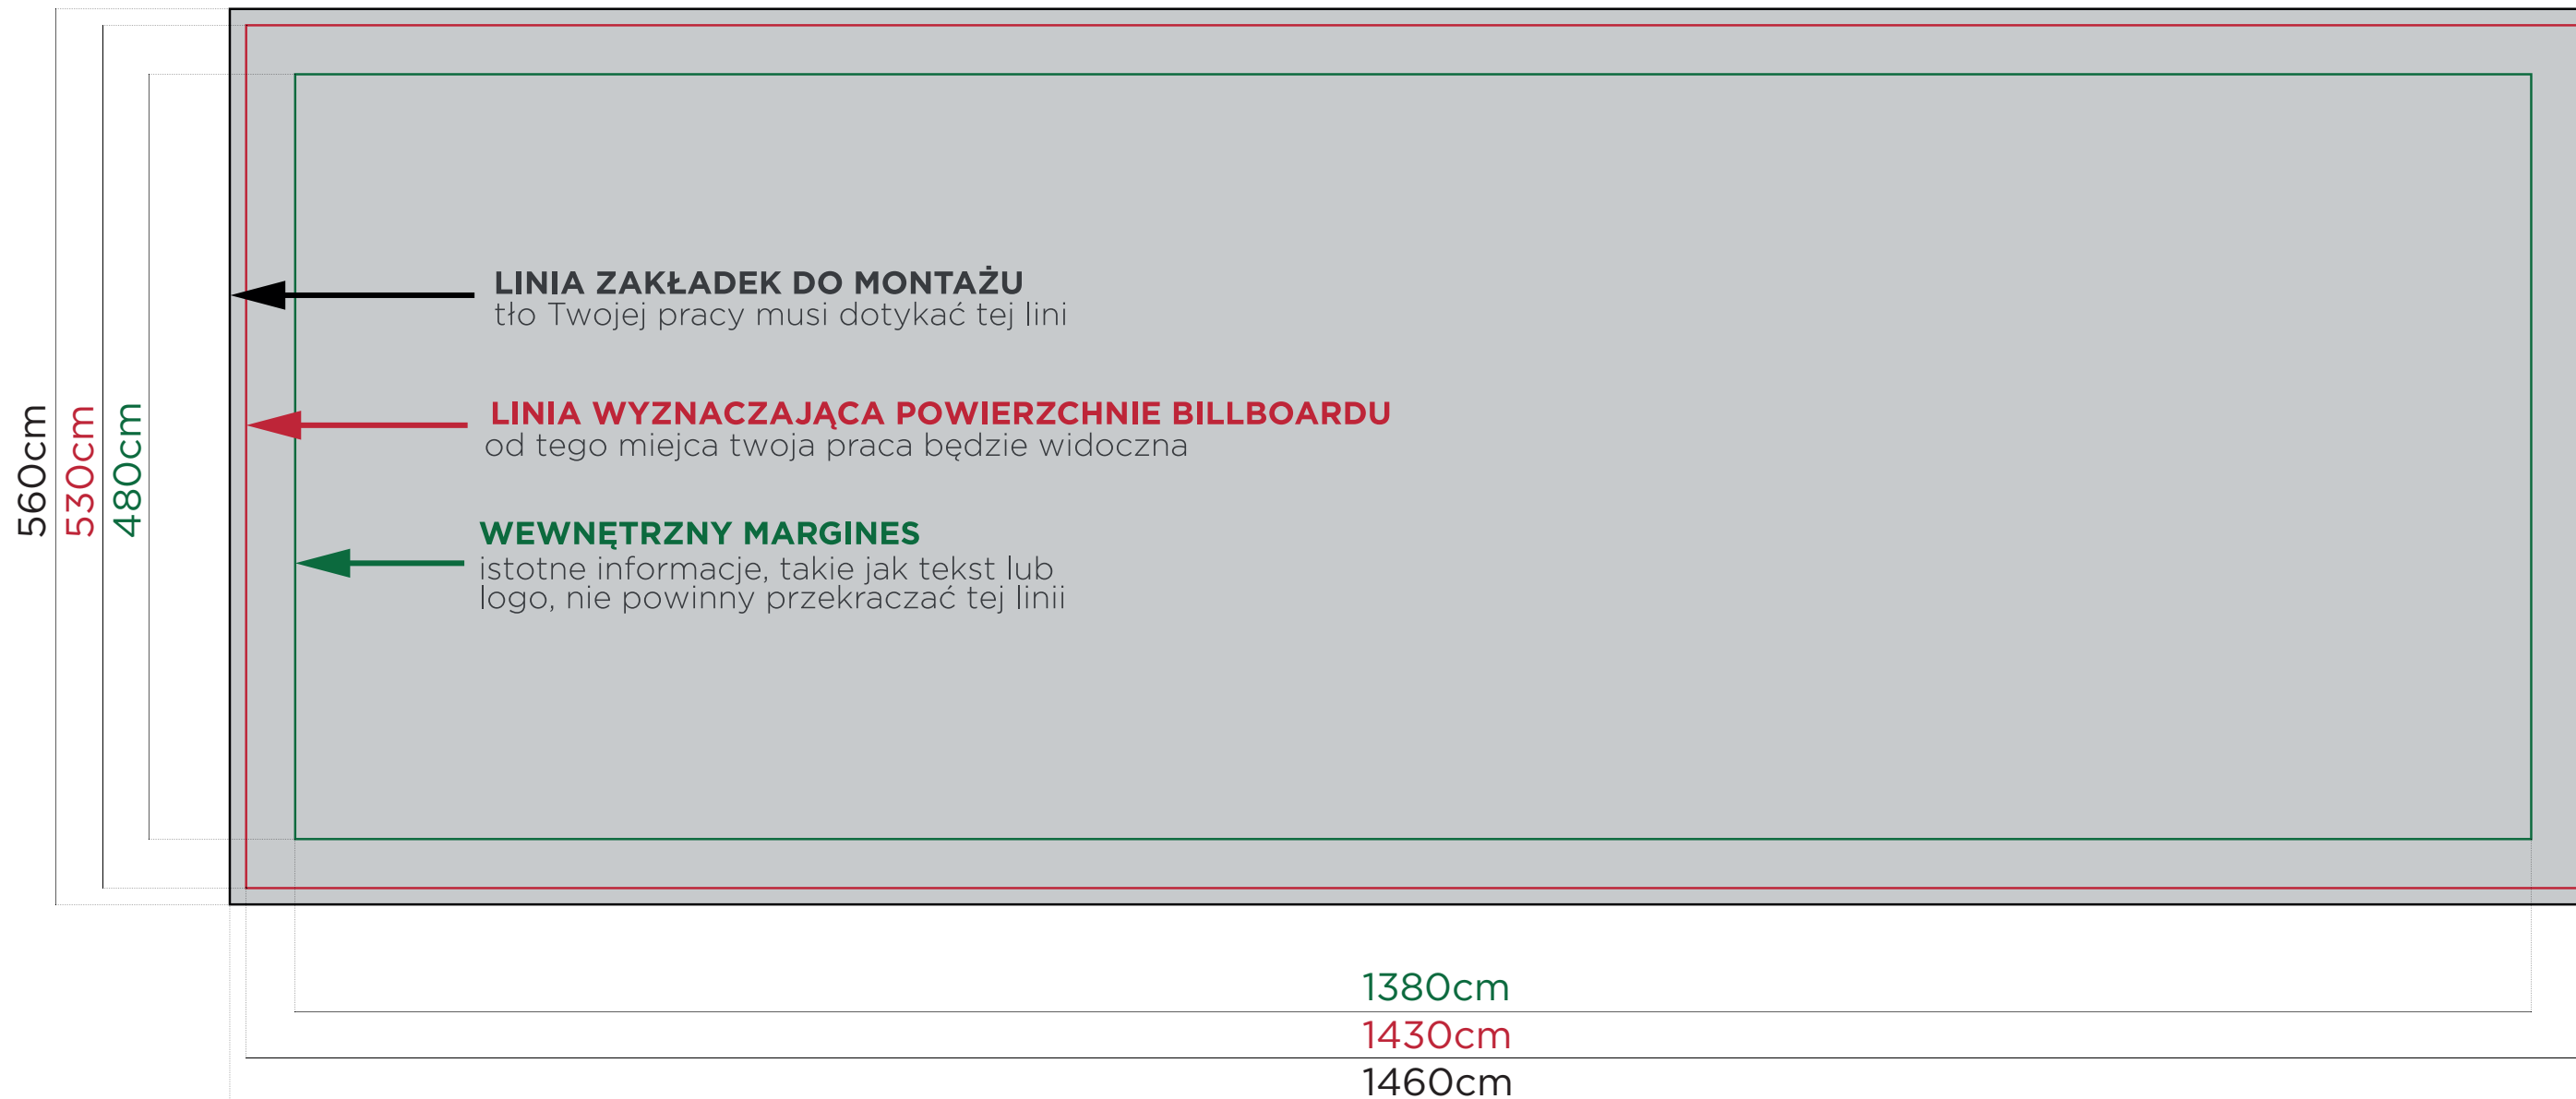 LINIA ZAKŁADEK DO MONTAŻU
tło Twojej pracy musi dotykać tej lini
LINIA WYZNACZAJĄCA POWIERZCHNIE BILLBOARDU
od tego miejca twoja praca będzie widoczna
WEWNĘTRZNY MARGINES
istotne informacje, takie jak tekst lub
logo, nie powinny przekraczać tej linii
560cm
530cm
480cm
1380cm
1430cm
1460cm